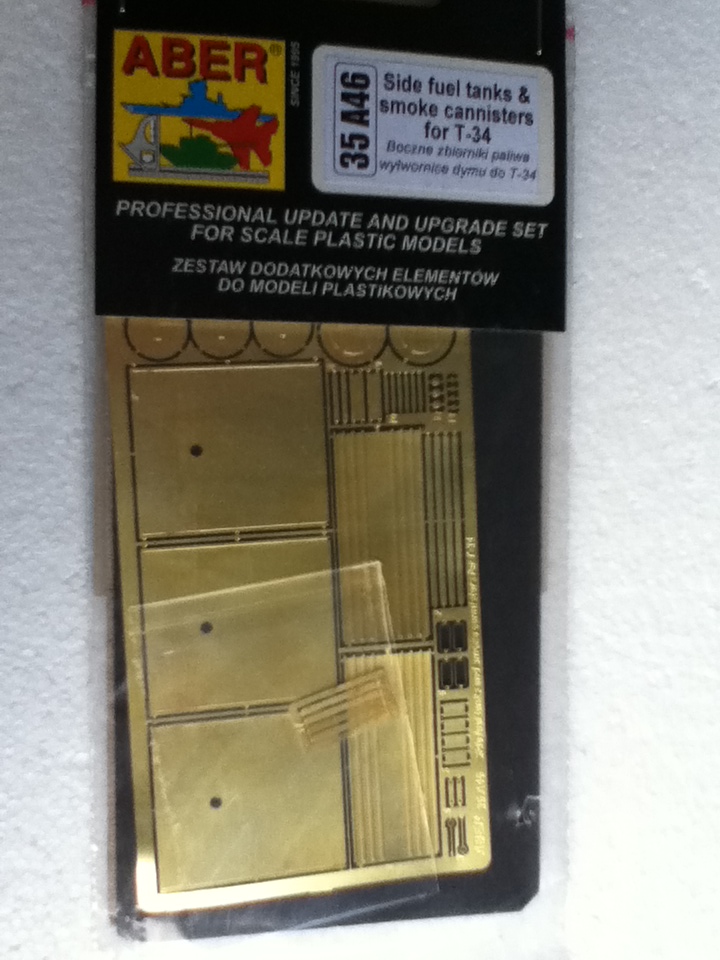 ABER®
SINCE 1995
35 A46
Side fuel tanks &
smoke cannisters
for T-34
Boczne zbiorniki paliwa
wytwornice dymu do T-34
PROFESSIONAL UPDATE AND UPGRADE SET
FOR SCALE PLASTIC MODELS
ZESTAW DODATKOWYCH ELEMENTÓW
DO MODELI PLASTIKOWYCH